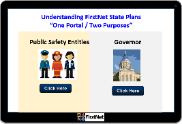 Understanding FirstNet State Plans
"One Portal / Two Purposes"
Public Safety Entities
Governor
Click Here
Click Here
FirstNet